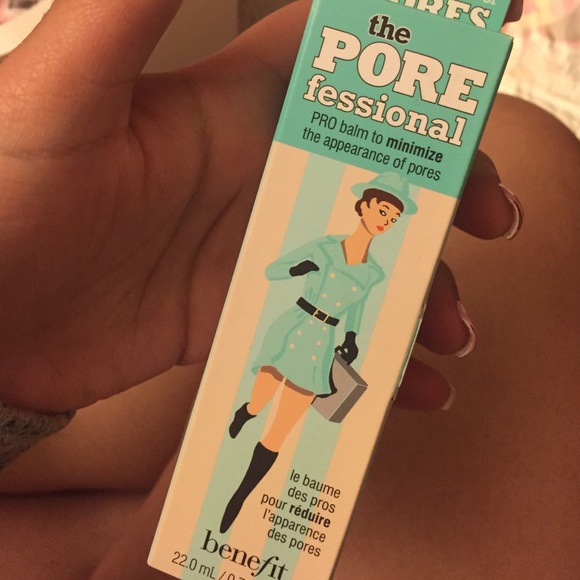 the
PORE
fessional
PRO balm to minimize
the appearance of pores
le baume
des pros
pour réduire
l'apparence
des pores
benefit
22.0 mL /